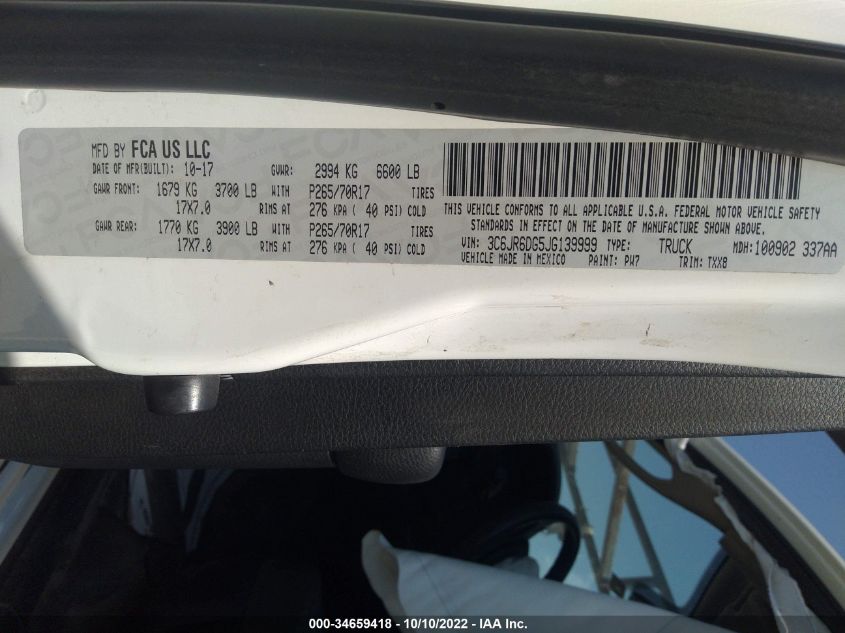 MFD BY FCA US LLC
DATE OF MFR(BUILT): 10-17 GVWR: 2994 KG 6600 LB
GAWR FRONT: 1679 KG 3700 LB WITH P265/70R17 TIRES
17X7.0 RIMS AT 276 KPA ( 40 PSI) COLD
GAWR REAR: 1770 KG 3900 LB WITH P265/70R17 TIRES
17X7.0 RIMS AT 276 KPA ( 40 PSI) COLD
THIS VEHICLE CONFORMS TO ALL APPLICABLE U.S.A. FEDERAL MOTOR VEHICLE SAFETY
STANDARDS IN EFFECT ON THE DATE OF MANUFACTURE SHOWN ABOVE.
VIN: 3C6JR6DG5JG139999 TYPE: TRUCK MDH:100902 337AA
VEHICLE MADE IN MEXICO PAINT: PW7 TRIM: TXX8
000-34659418 - 10/10/2022 - IAA Inc.